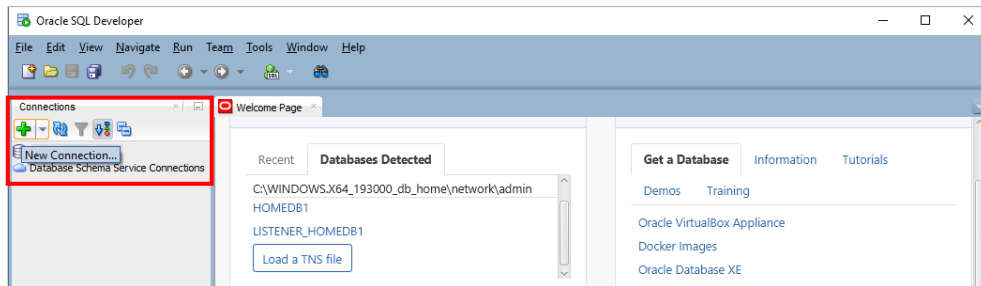 Oracle SQL Developer
File Edit View Navigate Run Team Tools Window Help
Connections
Welcome Page
New Connection...
Database Schema Service Connections
Recent Databases Detected
C:\WINDOWS.X64_193000_db_home\network\admin
HOMEDB1
LISTENER_HOMEDB1
Load a TNS file
Get a Database Information Tutorials
Demos Training
Oracle VirtualBox Appliance
Docker Images
Oracle Database XE